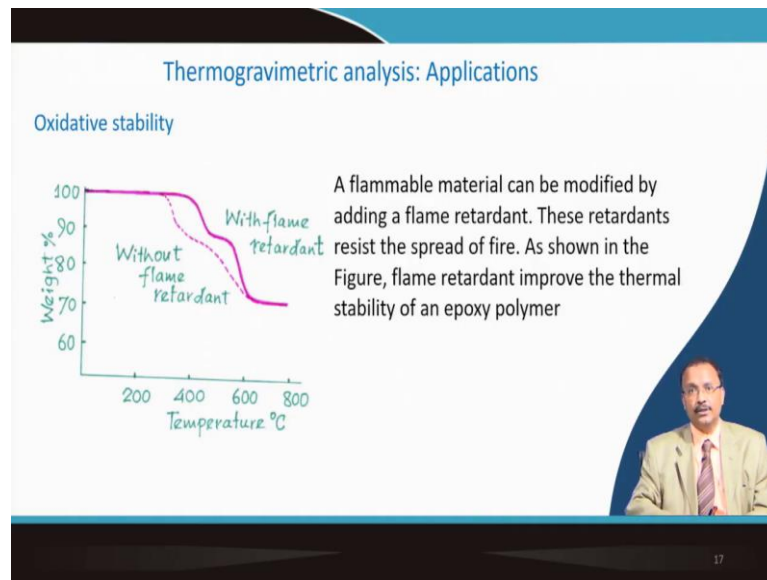 Thermogravimetric analysis: Applications
Oxidative stability
A flammable material can be modified by
adding a flame retardant. These retardants
resist the spread of fire. As shown in the
Figure, flame retardant improve the thermal
stability of an epoxy polymer
Weight %
100
90
80
70
60
With flame
retardant
Without
flame
retardant
200 400 600 800
Temperature °C
17